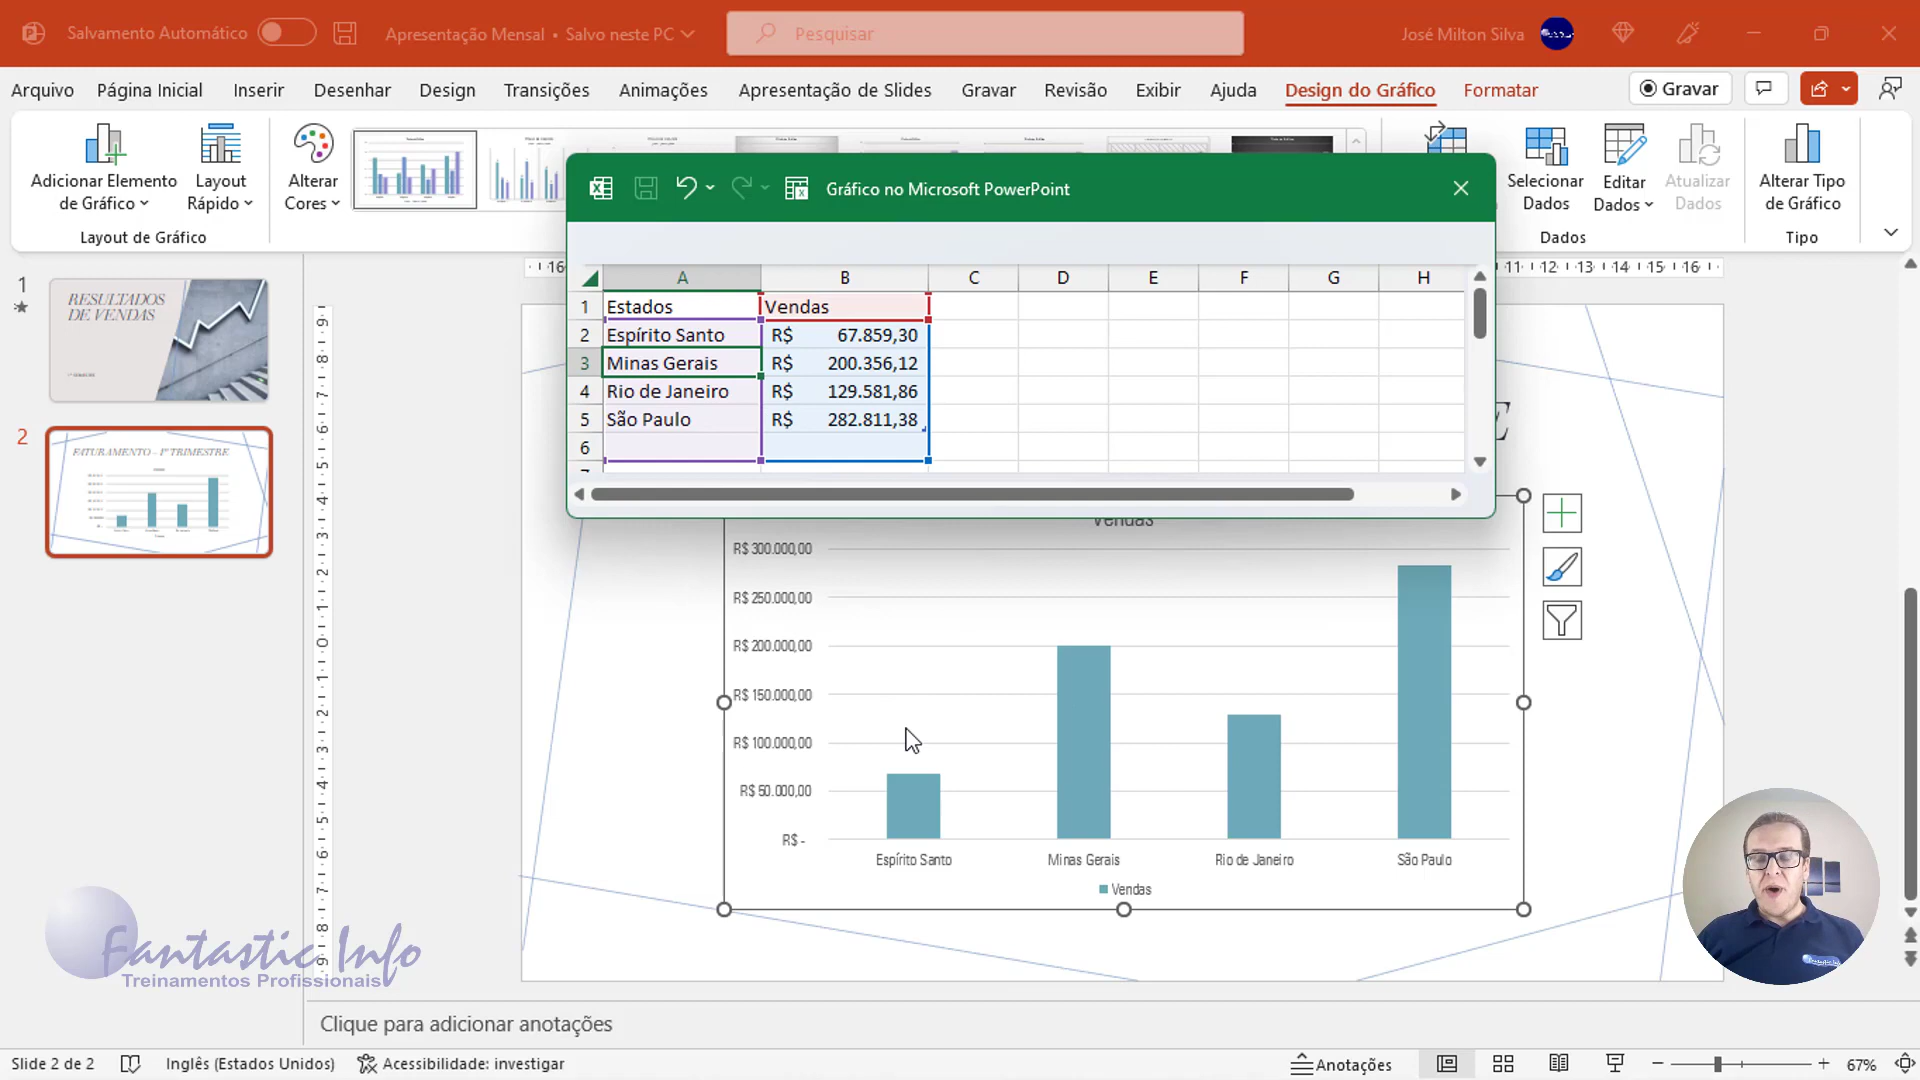 Salvamento Automático
Apresentação Mensal • Salvo neste PC
Pesquisar
José Milton Silva
Arquivo
Página Inicial
Inserir
Desenhar
Design
Transições
Animações
Apresentação de Slides
Gravar
Revisão
Exibir
Ajuda
Design do Gráfico
Formatar
Gravar
Adicionar Elemento
de Gráfico
Layout
Rápido
Alterar
Cores
Selecionar
Dados
Editar
Dados
Atualizar
Dados
Alterar Tipo
de Gráfico
Layout de Gráfico
Dados
Tipo
Gráfico no Microsoft PowerPoint
A B C D E F G H
1 Estados Vendas
2 Espírito Santo R$ 67.859,30
3 Minas Gerais R$ 200.356,12
4 Rio de Janeiro R$ 129.581,86
5 São Paulo R$ 282.811,38
6
1
RESULTADOS
DE VENDAS
2
FATURAMENTO - 1º TRIMESTRE
E
Vendas
R$ 300.000,00
R$ 250.000,00
R$ 200.000,00
R$ 150.000,00
R$ 100.000,00
R$ 50.000,00
R$ -
Espírito Santo
Minas Gerais
Rio de Janeiro
São Paulo
Vendas
Fantastic Info
Treinamentos Profissionais
Clique para adicionar anotações
Slide 2 de 2
Inglês (Estados Unidos)
Acessibilidade: investigar
Anotações
67%